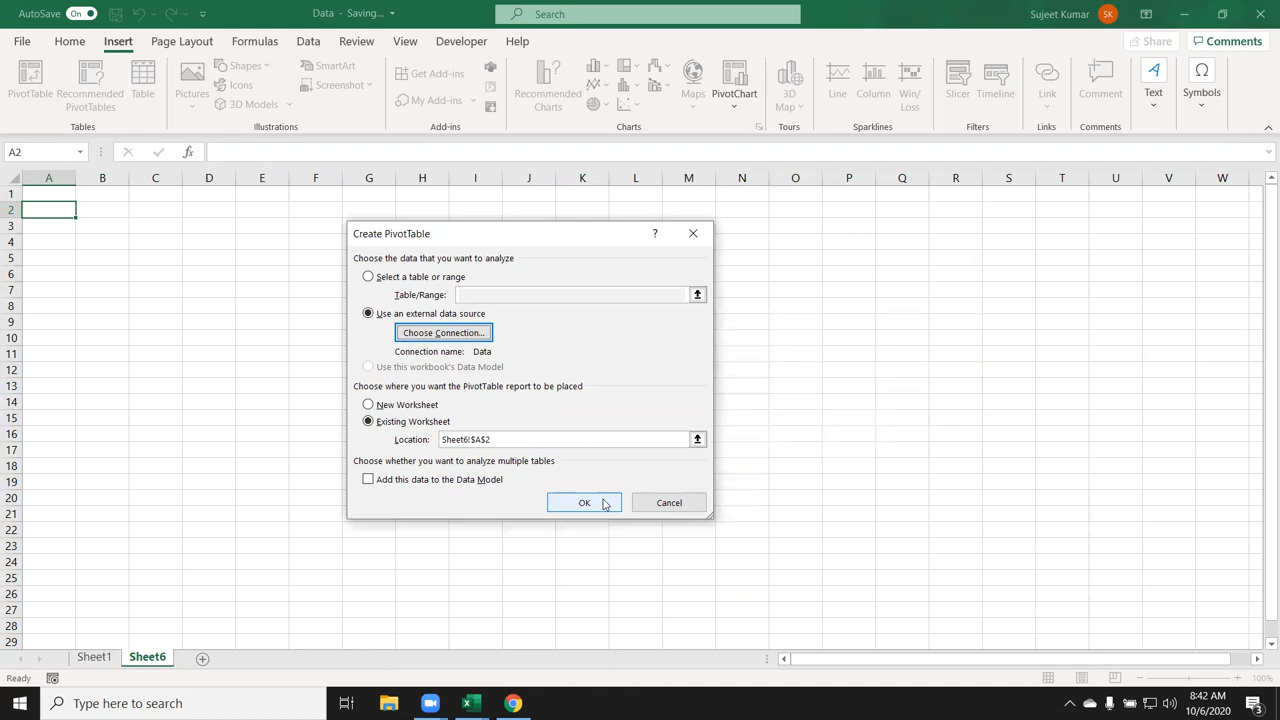 AutoSave On Data - Saving... Search Sujeet Kumar SK
File Home Insert Page Layout Formulas Data Review View Developer Help Share Comments
PivotTable Recommended PivotTables Table
Tables
Pictures Shapes Icons 3D Models SmartArt Screenshot
Illustrations
Get Add-ins
My Add-ins
Add-ins
Recommended Charts
Maps PivotChart
Charts
3D Map
Tours
Line Column Win/Loss
Sparklines
Slicer Timeline
Filters
Link
Links
Comment
Comments
Text
Symbols
A2 fx
A B C D E F G H I J K L M N O P Q R S T U V W
1
2
3
4
5
6
7
8
9
10
11
12
13
14
15
16
17
18
19
20
21
22
23
24
25
26
27
28
29
Create PivotTable ?
Choose the data that you want to analyze
Select a table or range
Table/Range:
Use an external data source
Choose Connection...
Connection name: Data
Use this workbook's Data Model
Choose where you want the PivotTable report to be placed
New Worksheet
Existing Worksheet
Location: Sheet6!$A$2
Choose whether you want to analyze multiple tables
Add this data to the Data Model
OK Cancel
Sheet1 Sheet6
Ready 100%
Type here to search
8:42 AM
10/6/2020